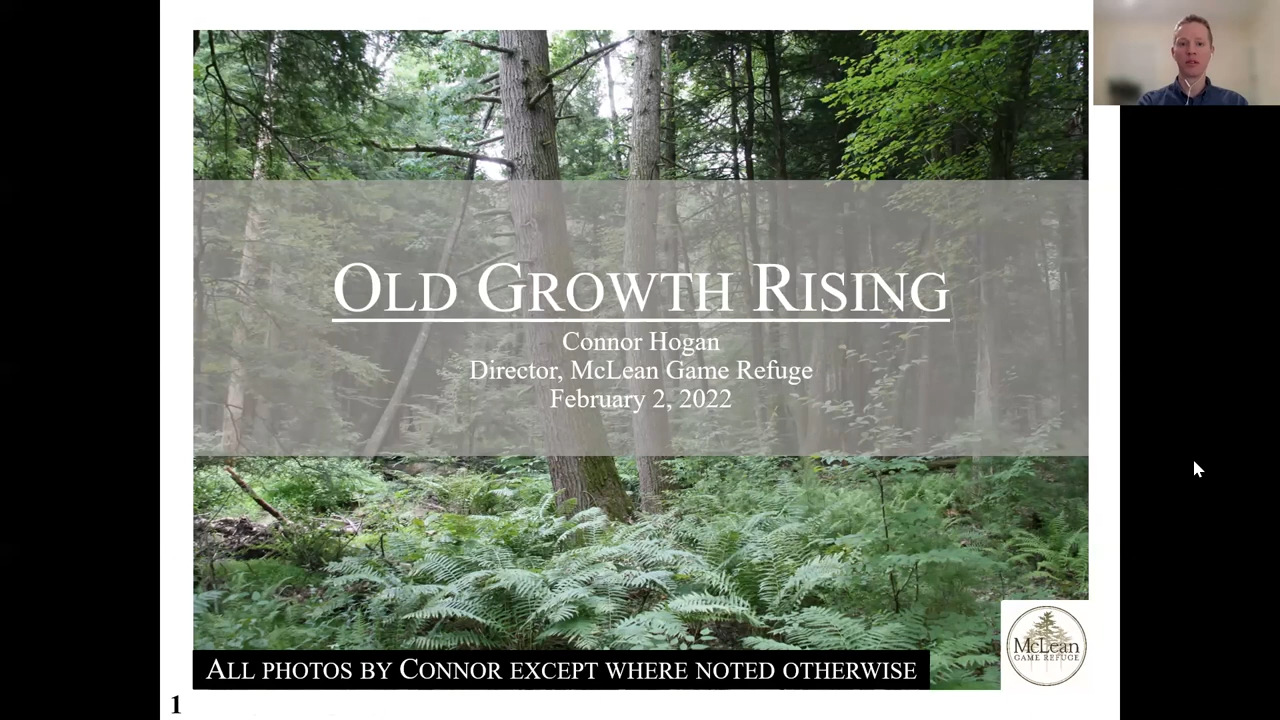 OLD GROWTH RISING
Connor Hogan
Director, McLean Game Refuge
February 2, 2022
MCLEAN
GAME REFUGE
ALL PHOTOS BY CONNOR EXCEPT WHERE NOTED OTHERWISE
1